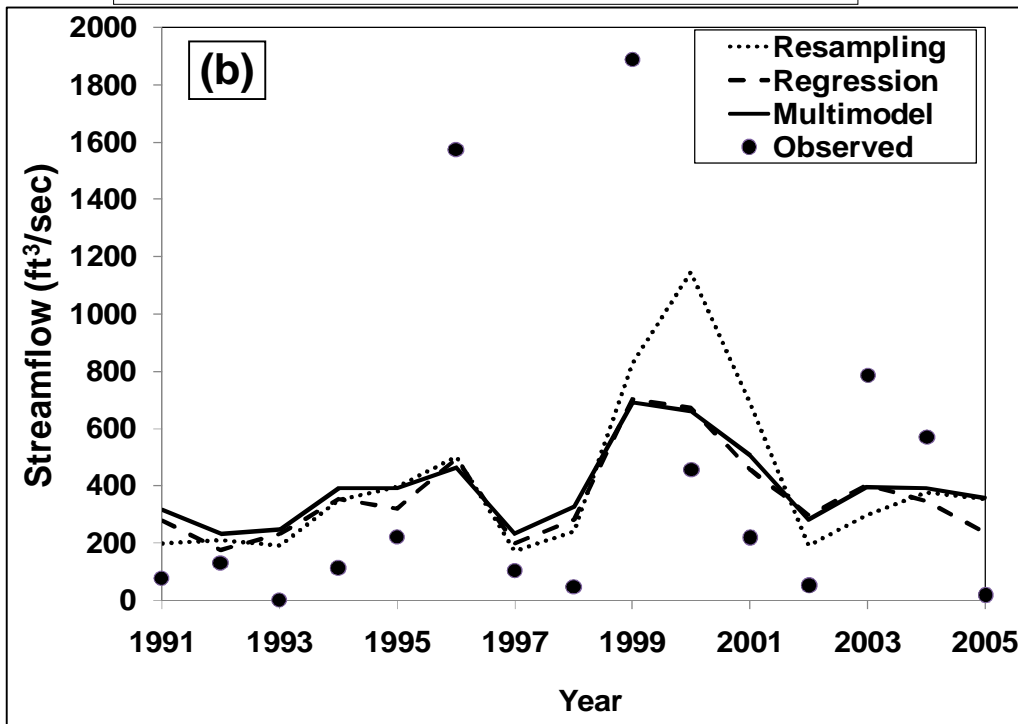 (b)
Resampling
Regression
Multimodel
Observed
2000
1800
1600
1400
1200
1000
800
600
400
200
0
Streamflow (ft³/sec)
1991 1993 1995 1997 1999 2001 2003 2005
Year